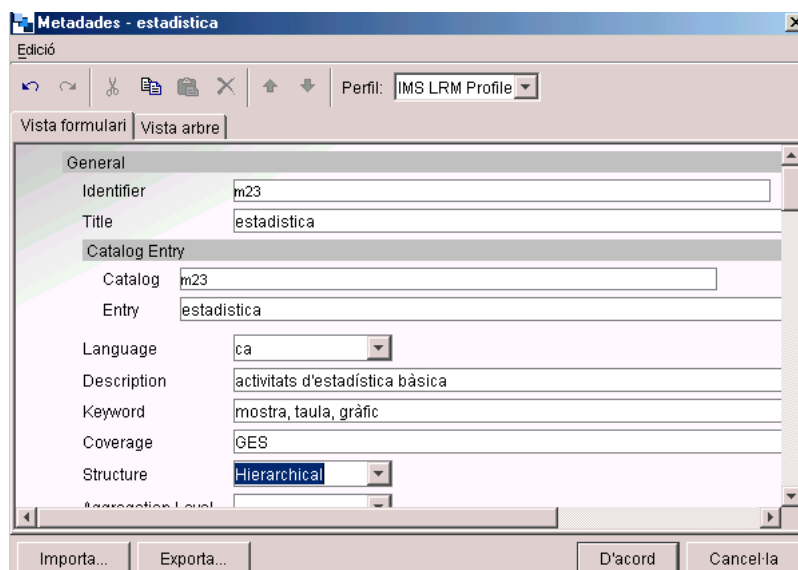 Metadades - estadistica
Edició
Perfil: IMS LRM Profile
Vista formulari Vista arbre
General
Identifier m23
Title estadistica
Catalog Entry
Catalog m23
Entry estadistica
Language ca
Description activitats d'estadística bàsica
Keyword mostra, taula, gràfic
Coverage GES
Structure Hierarchical
Aggregation Level
Importa... Exporta... D'acord Cancel·la